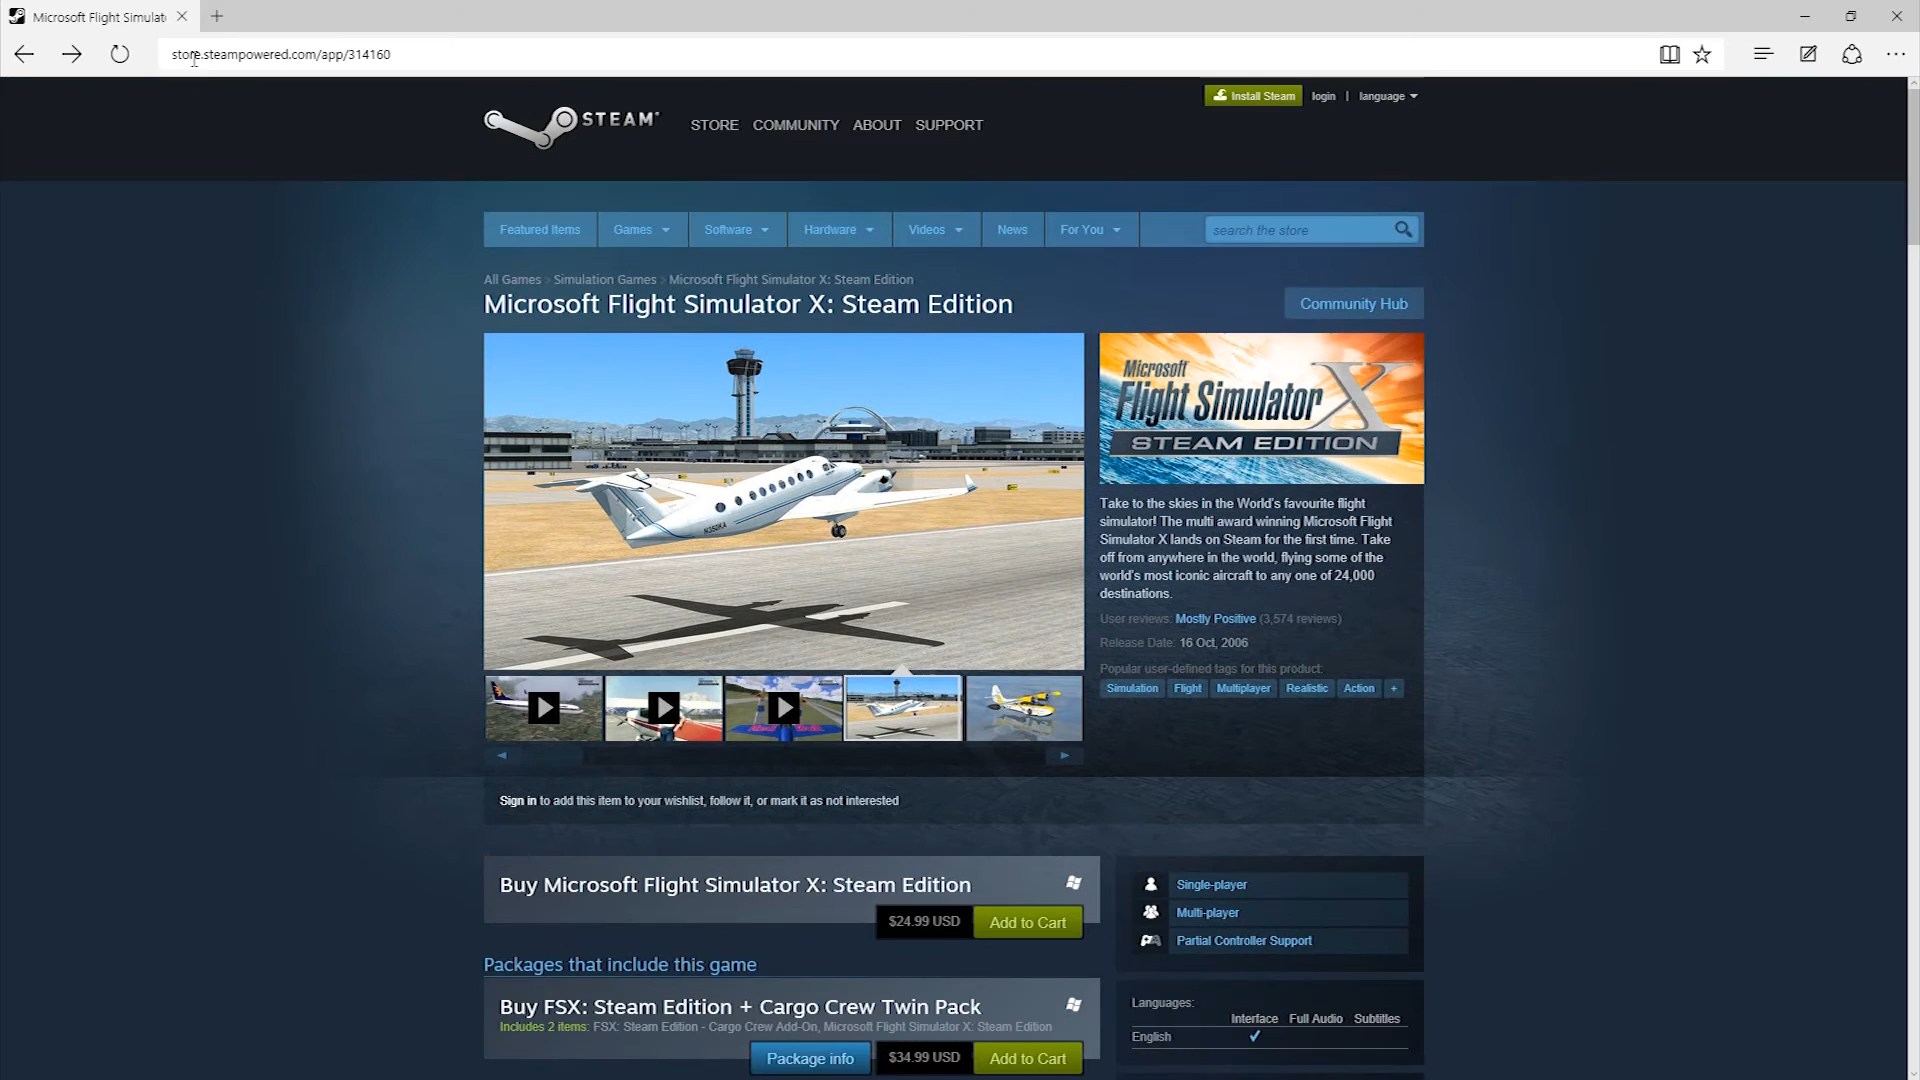 Microsoft Flight Simulat
store.steampowered.com/app/314160
Install Steam
login
|
language
STEAM
STORE
COMMUNITY
ABOUT
SUPPORT
Featured Items
Games
Software
Hardware
Videos
News
For You
search the store
All Games > Simulation Games > Microsoft Flight Simulator X: Steam Edition
Microsoft Flight Simulator X: Steam Edition
Community Hub
N350KA
Microsoft
Flight Simulator X
STEAM EDITION
Take to the skies in the World's favourite flight
simulator! The multi award winning Microsoft Flight
Simulator X lands on Steam for the first time. Take
off from anywhere in the world, flying some of the
world's most iconic aircraft to any one of 24,000
destinations.
User reviews: Mostly Positive (3,574 reviews)
Release Date: 16 Oct, 2006
Popular user-defined tags for this product:
Simulation
Flight
Multiplayer
Realistic
Action
+
Sign in to add this item to your wishlist, follow it, or mark it as not interested
Buy Microsoft Flight Simulator X: Steam Edition
$24.99 USD
Add to Cart
Single-player
Multi-player
Partial Controller Support
Packages that include this game
Buy FSX: Steam Edition + Cargo Crew Twin Pack
Includes 2 items: FSX: Steam Edition - Cargo Crew Add-On, Microsoft Flight Simulator X: Steam Edition
Package info
$34.99 USD
Add to Cart
Languages:
Interface
Full Audio
Subtitles
English